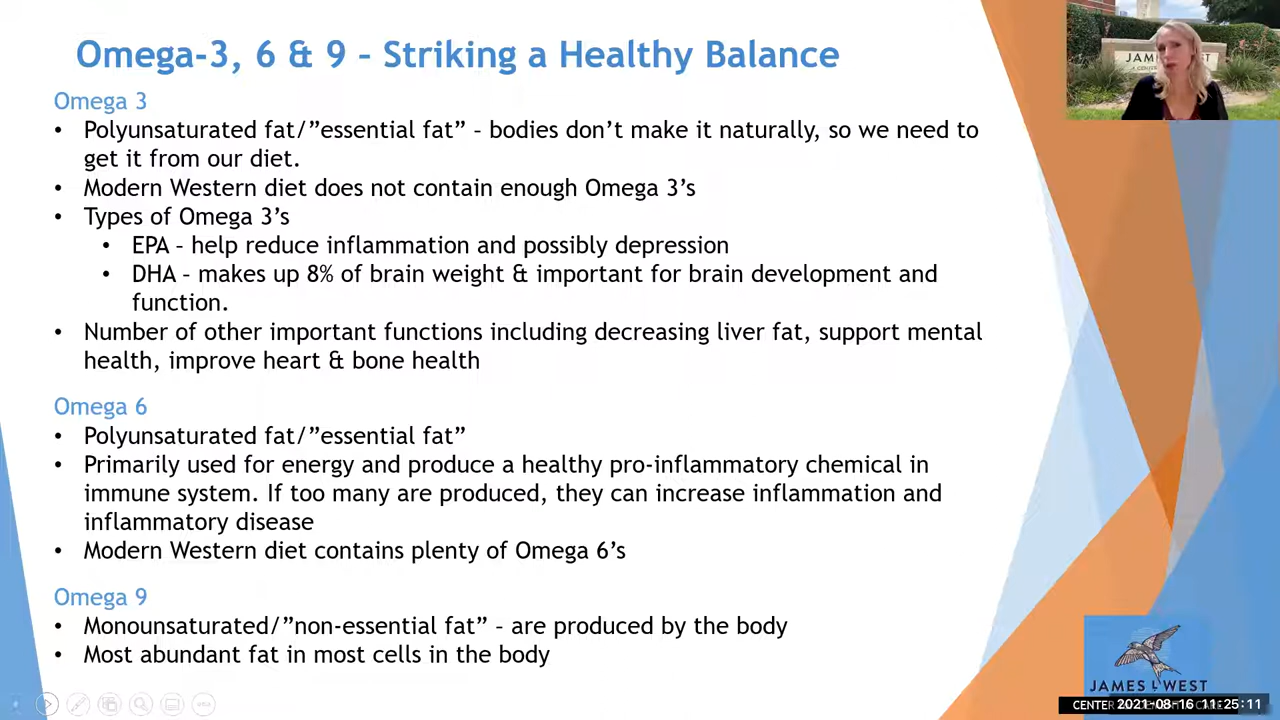 Omega-3, 6 & 9 – Striking a Healthy Balance
Omega 3
• Polyunsaturated fat/”essential fat” – bodies don’t make it naturally, so we need to
get it from our diet.
• Modern Western diet does not contain enough Omega 3’s
• Types of Omega 3’s
• EPA – help reduce inflammation and possibly depression
• DHA – makes up 8% of brain weight & important for brain development and
function.
• Number of other important functions including decreasing liver fat, support mental
health, improve heart & bone health
Omega 6
• Polyunsaturated fat/”essential fat”
• Primarily used for energy and produce a healthy pro-inflammatory chemical in
immune system. If too many are produced, they can increase inflammation and
inflammatory disease
• Modern Western diet contains plenty of Omega 6’s
Omega 9
• Monounsaturated/”non-essential fat” – are produced by the body
• Most abundant fat in most cells in the body
JAMES L WEST
CENTER
2021-08-16 11:25:11